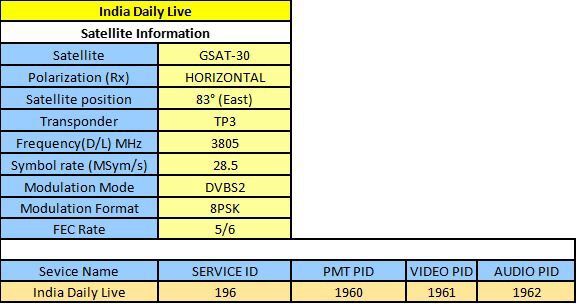 India Daily Live
Satellite Information
Satellite GSAT-30
Polarization (Rx) HORIZONTAL
Satellite position 83° (East)
Transponder TP3
Frequency(D/L) MHz 3805
Symbol rate (MSym/s) 28.5
Modulation Mode DVBS2
Modulation Format 8PSK
FEC Rate 5/6
Sevice Name SERVICE ID PMT PID VIDEO PID AUDIO PID
India Daily Live 196 1960 1961 1962